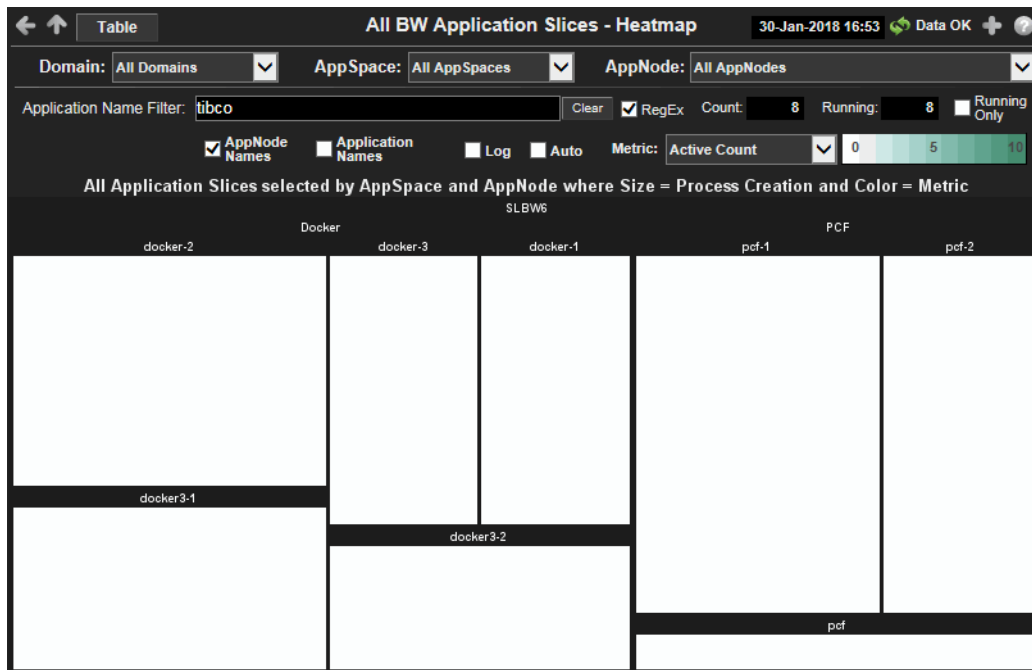 Table All BW Application Slices - Heatmap 30-Jan-2018 16:53 Data OK ?
Domain: All Domains AppSpace: All AppSpaces AppNode: All AppNodes
Application Name Filter: tibco Clear RegEx Count: 8 Running: 8 Running Only
AppNode Names Application Names Log Auto Metric: Active Count 0 5 10
All Application Slices selected by AppSpace and AppNode where Size = Process Creation and Color = Metric
SLBW6
Docker PCF
docker-2 docker-3 docker-1 pcf-1 pcf-2
docker3-1
docker3-2
pcf